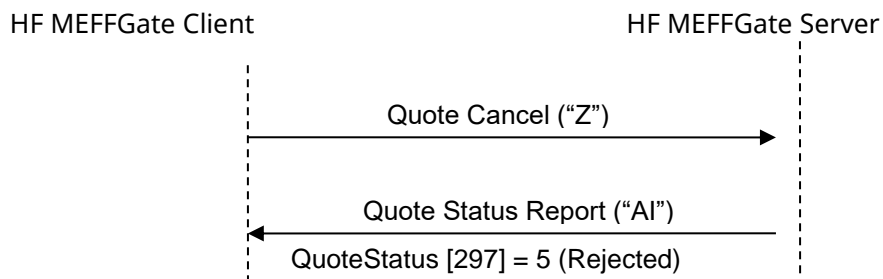 HF MEFFGate Client
HF MEFFGate Server
Quote Cancel (“Z”)
Quote Status Report (“AI”)
QuoteStatus [297] = 5 (Rejected)